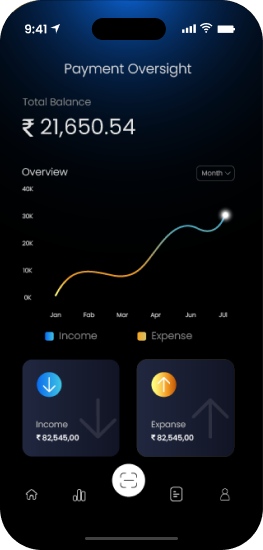 9:41
Payment Oversight
Total Balance
₹ 21,650.54
Overview
Month
40K
30K
20K
10K
0K
Jan Feb Mar Apr Jun JUl
Income Expense
Income Expanse
₹ 82,545,00 ₹ 82,545,00